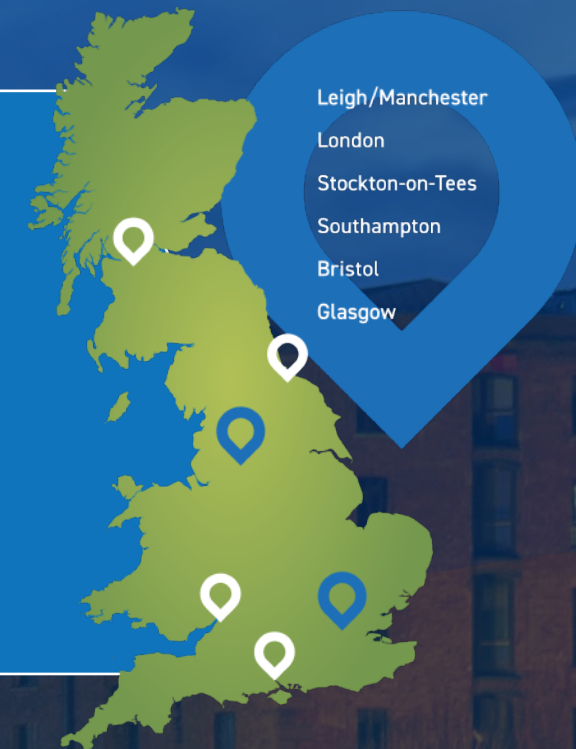 Leigh/Manchester
London
Stockton-on-Tees
Southampton
Bristol
Glasgow